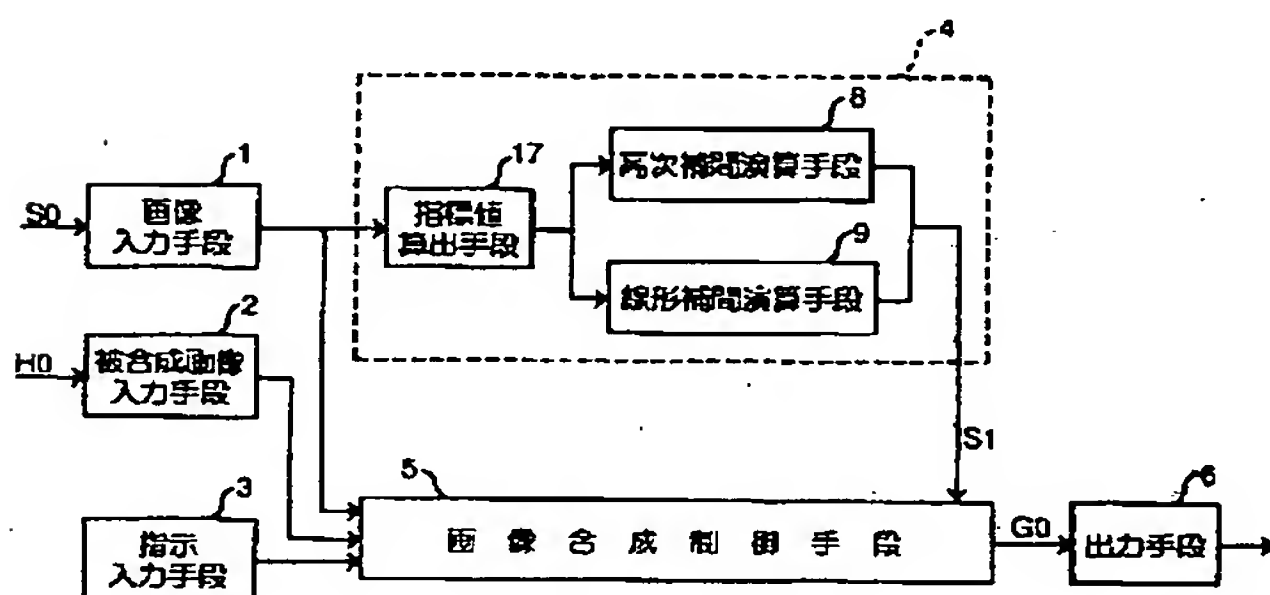 4
8
高次補間演算手段
1
17
S0
画像
入力手段
指標値
算出手段
9
線形補間演算手段
2
H0
被合成画像
入力手段
S1
3
5
6
指示
入力手段
画像合成制御手段
G0
出力手段